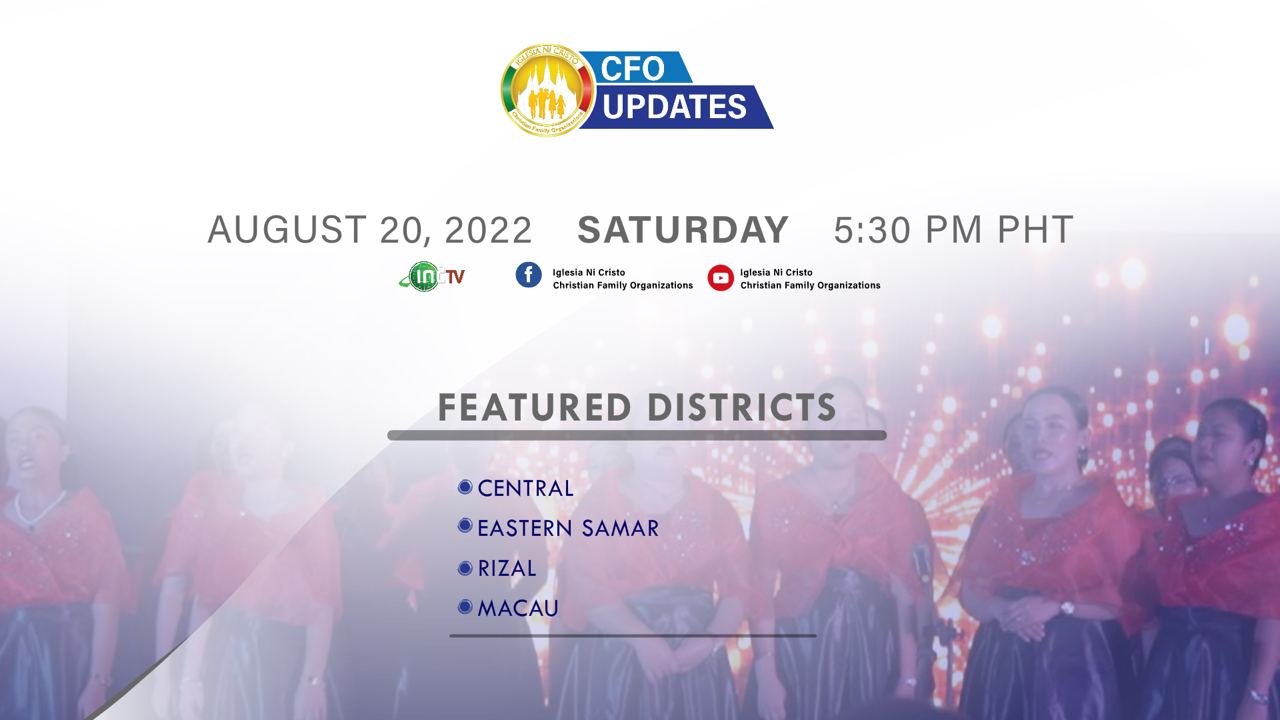 IGLESIA NI CRISTO
Christian Family Organizations
CFO
UPDATES
AUGUST 20, 2022 SATURDAY 5:30 PM PHT
INCTV
Iglesia Ni Cristo
Christian Family Organizations
Iglesia Ni Cristo
Christian Family Organizations
FEATURED DISTRICTS
CENTRAL
EASTERN SAMAR
RIZAL
MACAU